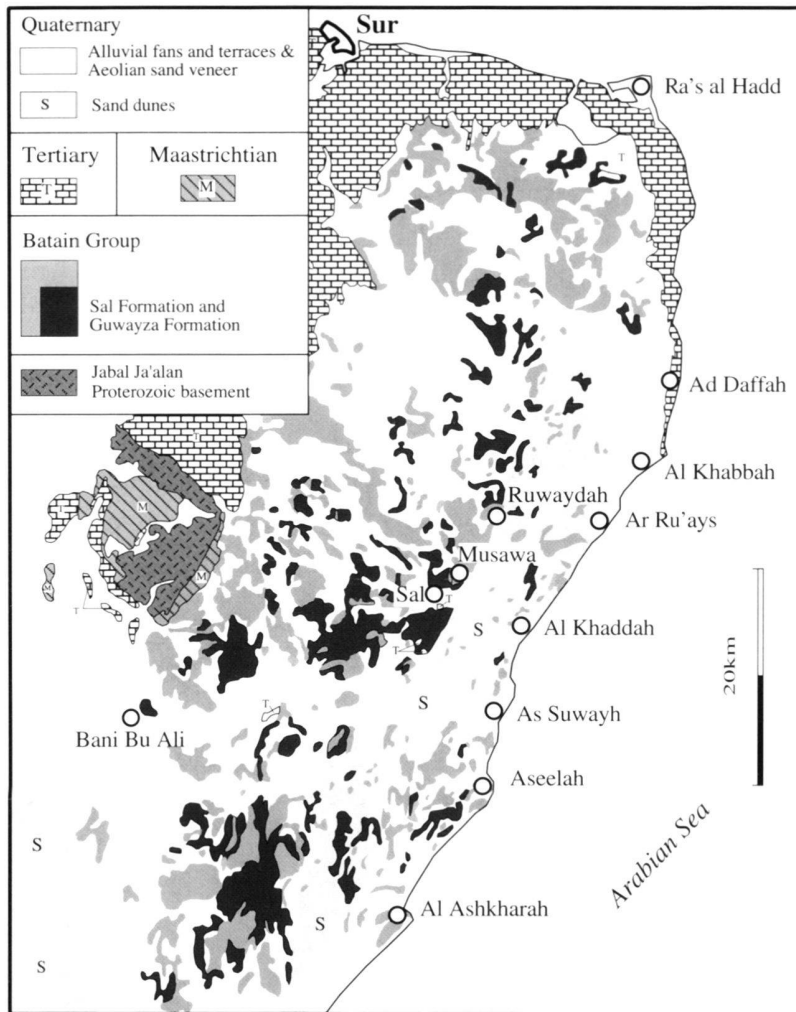 Quaternary
Alluvial fans and terraces &
Aeolian sand veneer
S Sand dunes
Tertiary
T
Maastrichtian
M
Batain Group
Sal Formation and
Guwayza Formation
Jabal Ja'alan
Proterozoic basement
Sur
Ra's al Hadd
T
Ad Daffah
T
Al Khabbah
M
Ruwaydah
Ar Ru'ays
T
Musawa
M
M
Sal
T
T
S
Al Khaddah
T
20km
T
S
As Suwayh
Bani Bu Ali
Aseelah
S
Arabian Sea
Al Ashkharah
S
S